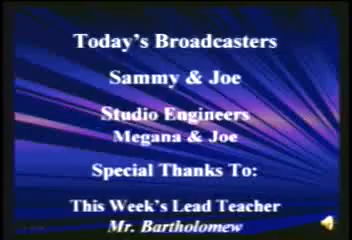 Today's Broadcasters
Sammy & Joe
Studio Engineers
Megana & Joe
Special Thanks To:
This Week's Lead Teacher
Mr. Bartholomew